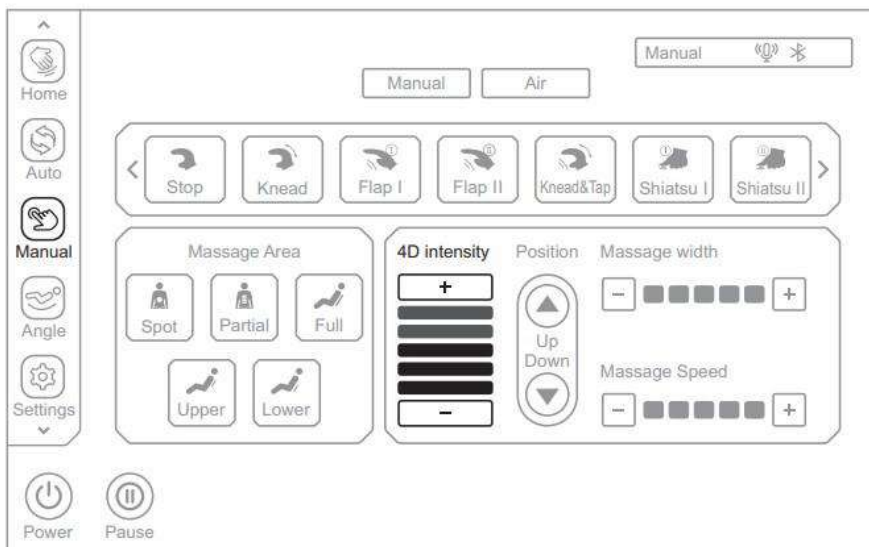 Home
Auto
Manual
Angle
Settings
Power
Pause
Manual
Manual Air
Stop Knead Flap I Flap II Knead&Tap Shiatsu I Shiatsu II
Massage Area
Spot Partial Full
Upper Lower
4D intensity
+
−
Position
Up
Down
Massage width
− +
Massage Speed
− +